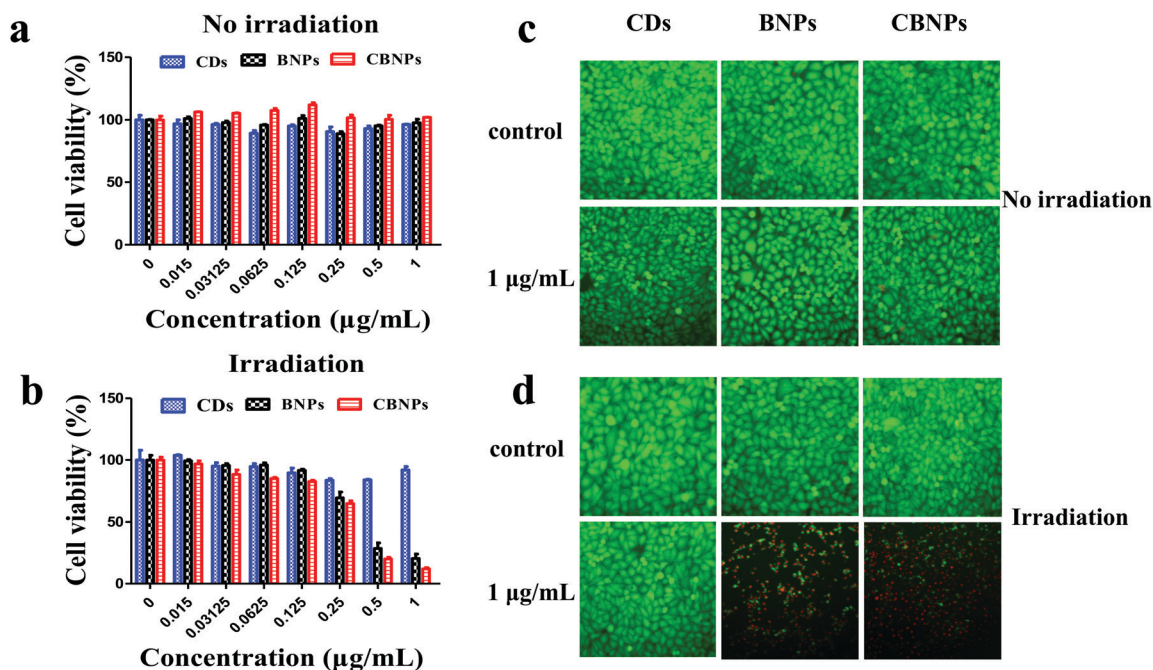 a
No irradiation
CDs BNPs CBNPs
Cell viability (%)
150
100
50
0
0 0.015 0.03125 0.0625 0.125 0.25 0.5 1
Concentration (µg/mL)
b
Irradiation
CDs BNPs CBNPs
Cell viability (%)
150
100
50
0
0 0.015 0.03125 0.0625 0.125 0.25 0.5 1
Concentration (µg/mL)
c
CDs BNPs CBNPs
control
1 µg/mL
No irradiation
d
control
1 µg/mL
Irradiation